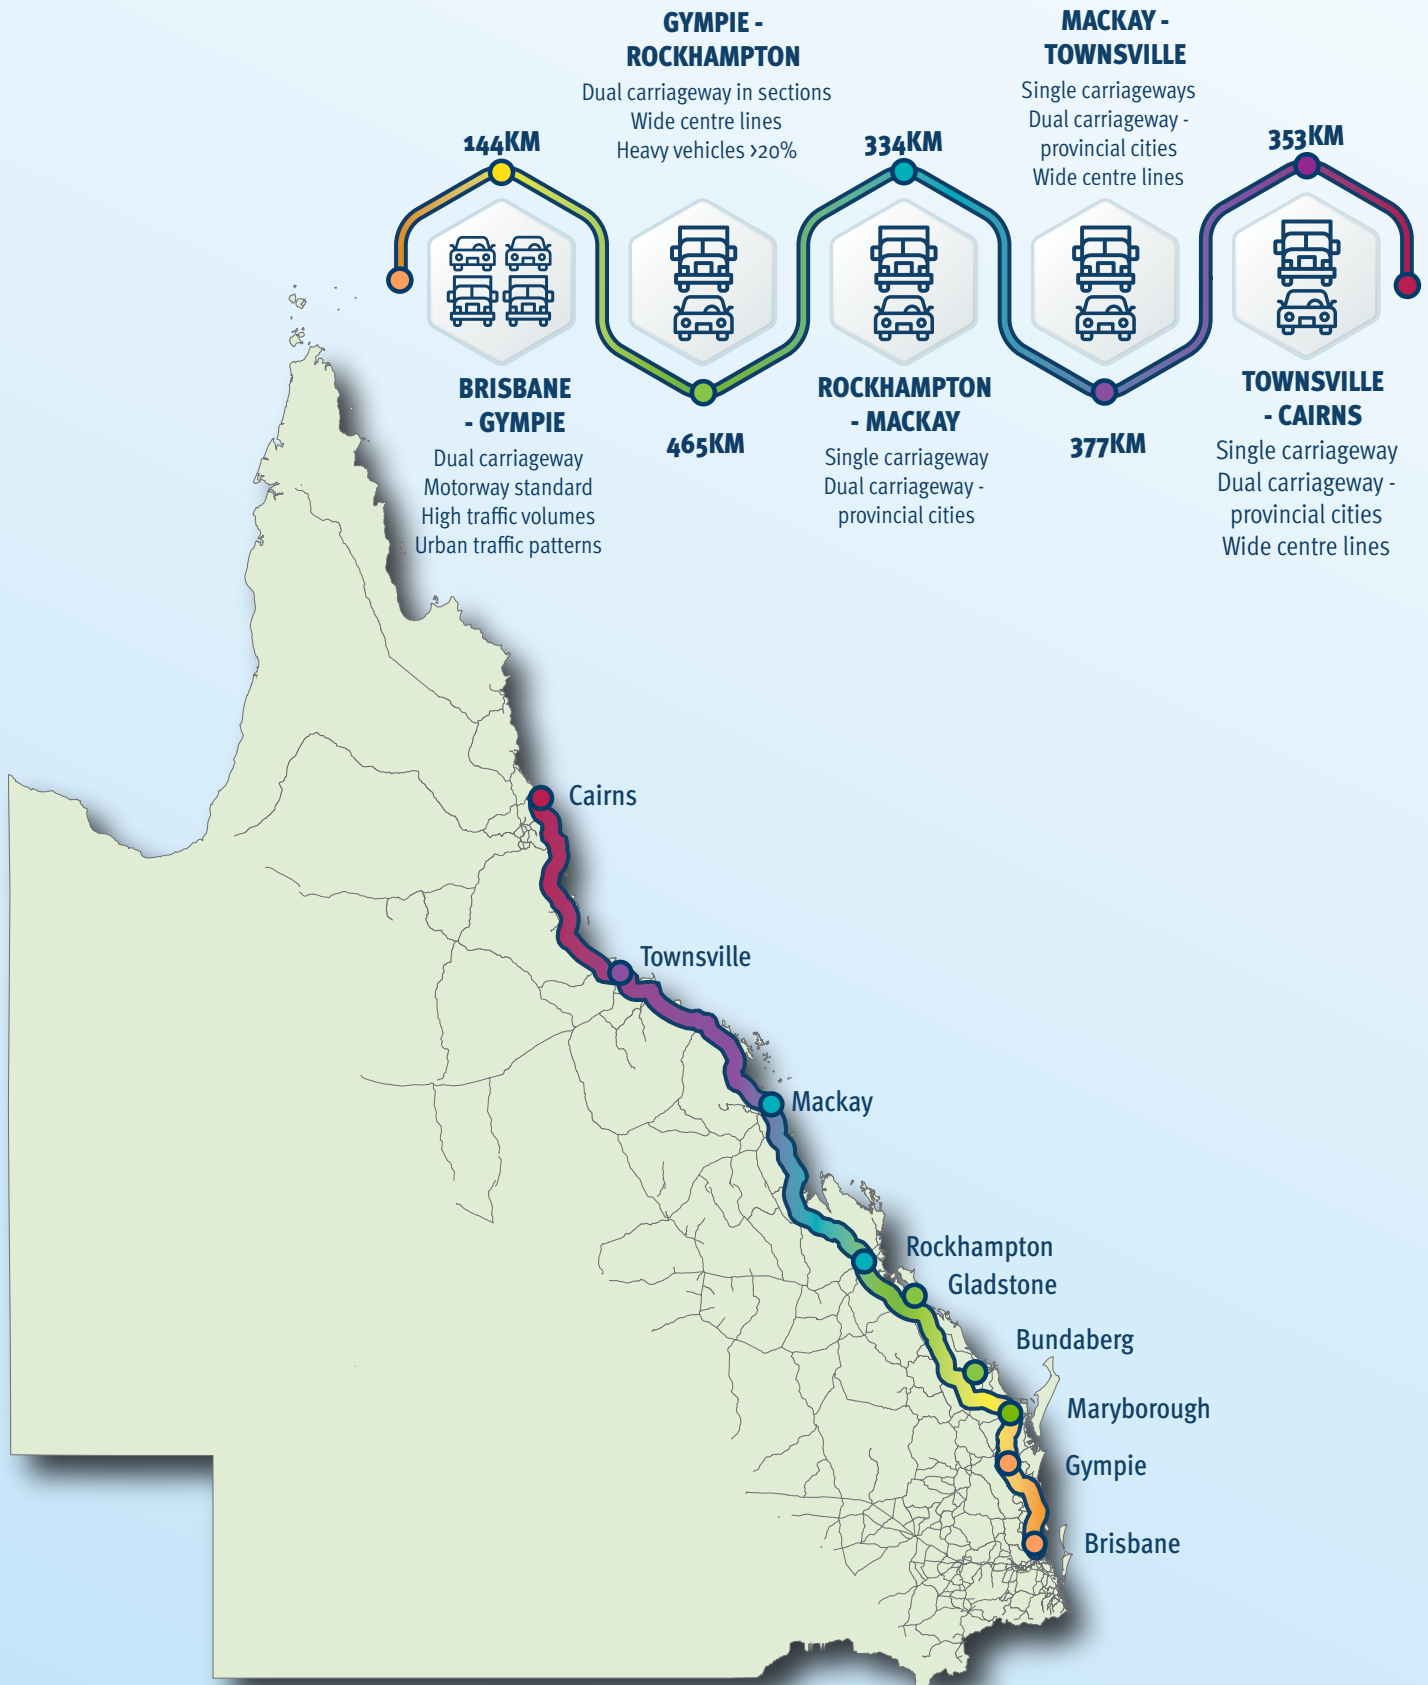 GYMPIE -
ROCKHAMPTON
Dual carriageway in sections
Wide centre lines
Heavy vehicles >20%
MACKAY -
TOWNSVILLE
Single carriageways
Dual carriageway -
provincial cities
Wide centre lines
144KM
334KM
353KM
BRISBANE
- GYMPIE
Dual carriageway
Motorway standard
High traffic volumes
Urban traffic patterns
465KM
ROCKHAMPTON
- MACKAY
Single carriageway
Dual carriageway -
provincial cities
377KM
TOWNSVILLE
- CAIRNS
Single carriageway
Dual carriageway -
provincial cities
Wide centre lines
Cairns
Townsville
Mackay
Rockhampton
Gladstone
Bundaberg
Maryborough
Gympie
Brisbane